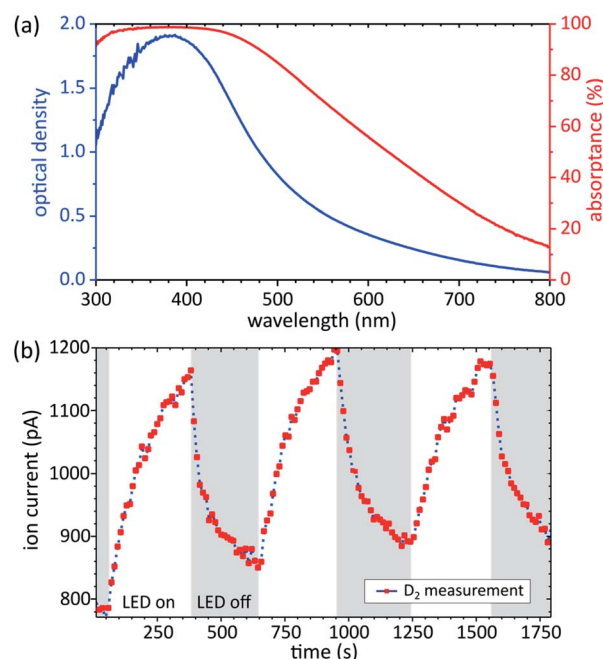 (a)
2.0
1.5
1.0
0.5
0.0
optical density
100
80
60
40
20
0
absorptance (%)
300 400 500 600 700 800
wavelength (nm)
(b)
1200
1100
1000
900
800
ion current (pA)
LED on LED off
D₂ measurement
250 500 750 1000 1250 1500 1750
time (s)